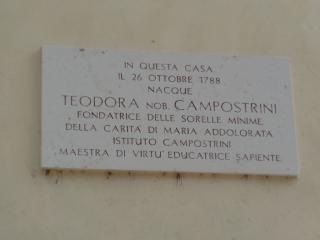 IN QUESTA CASA
IL 26 OTTOBRE 1788
NACQUE
TEODORA NOB. CAMPOSTRINI
FONDATRICE DELLE SORELLE MINIME
DELLA CARITA' DI MARIA ADDOLORATA
ISTITUTO CAMPOSTRINI
MAESTRA DI VIRTU' EDUCATRICE SAPIENTE